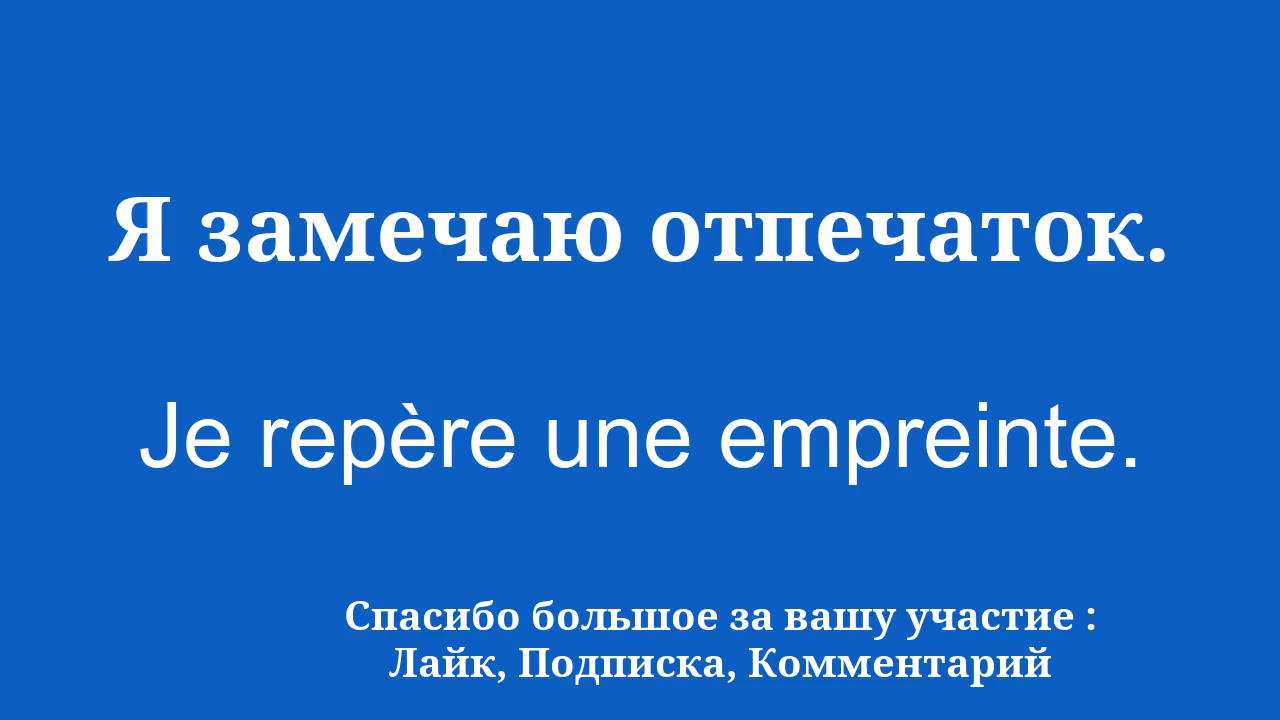 Я замечаю отпечаток.
Je repère une empreinte.
Спасибо большое за вашу участие :
Лайк, Подписка, Комментарий